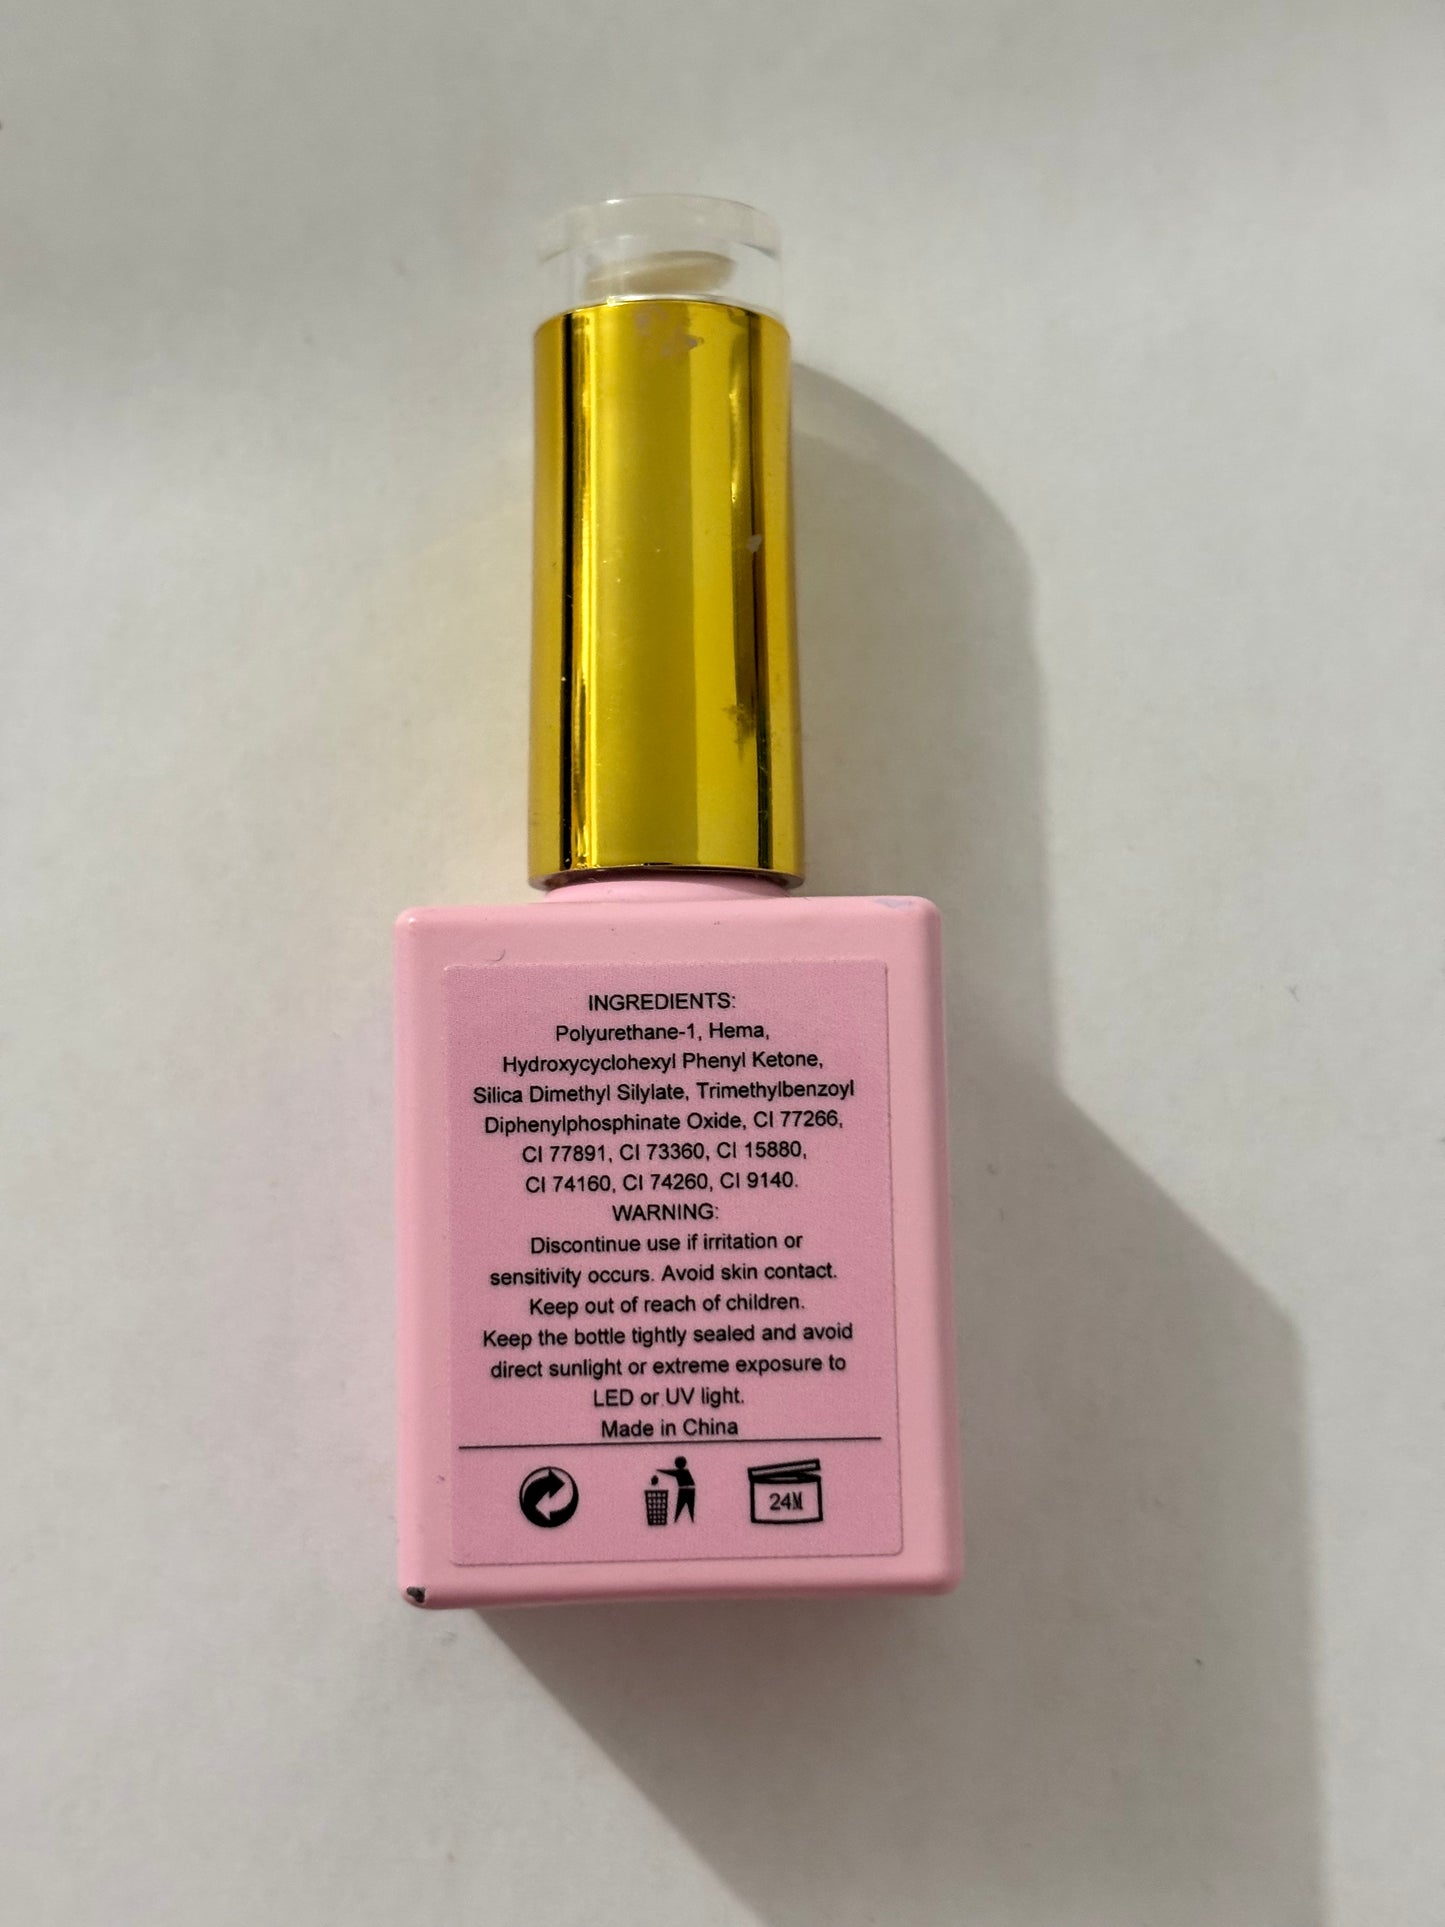 INGREDIENTS:
Polyurethane-1, Hema,
Hydroxycyclohexyl Phenyl Ketone,
Silica Dimethyl Silylate, Trimethylbenzoyl
Diphenylphosphinate Oxide, CI 77266,
CI 77891, CI 73360, CI 15880,
CI 74160, CI 74260, CI 9140.
WARNING:
Discontinue use if irritation or
sensitivity occurs. Avoid skin contact.
Keep out of reach of children.
Keep the bottle tightly sealed and avoid
direct sunlight or extreme exposure to
LED or UV light.
Made in China
24M